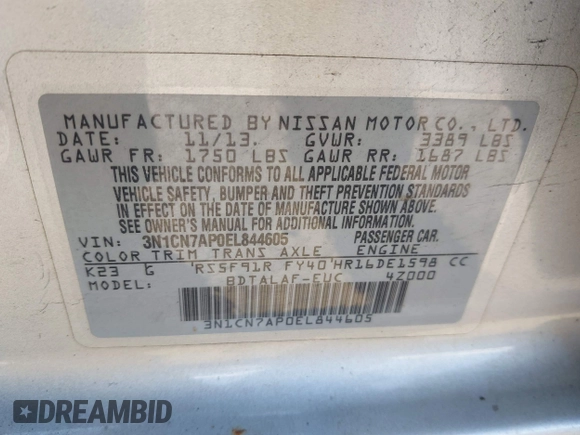 MANUFACTURED BY NISSAN MOTOR CO., LTD.
DATE: 11/13. GVWR: 3389 LBS
GAWR FR: 1750 LBS GAWR RR: 1687 LBS
THIS VEHICLE CONFORMS TO ALL APPLICABLE FEDERAL MOTOR
VEHICLE SAFETY, BUMPER AND THEFT PREVENTION STANDARDS
IN EFFECT ON THE DATE OF MANUFACTURE SHOWN ABOVE.
SEE OWNER'S MANUAL FOR ADDITIONAL INFORMATION.
VIN: 3N1CN7AP0EL844605 PASSENGER CAR.
COLOR TRIM TRANS AXLE ENGINE
K23 G RS5F91R FY40 HR16DE1598 CC
MODEL: BDTALAF-EUC 4Z000
3N1CN7AP0EL844605
DREAMBID